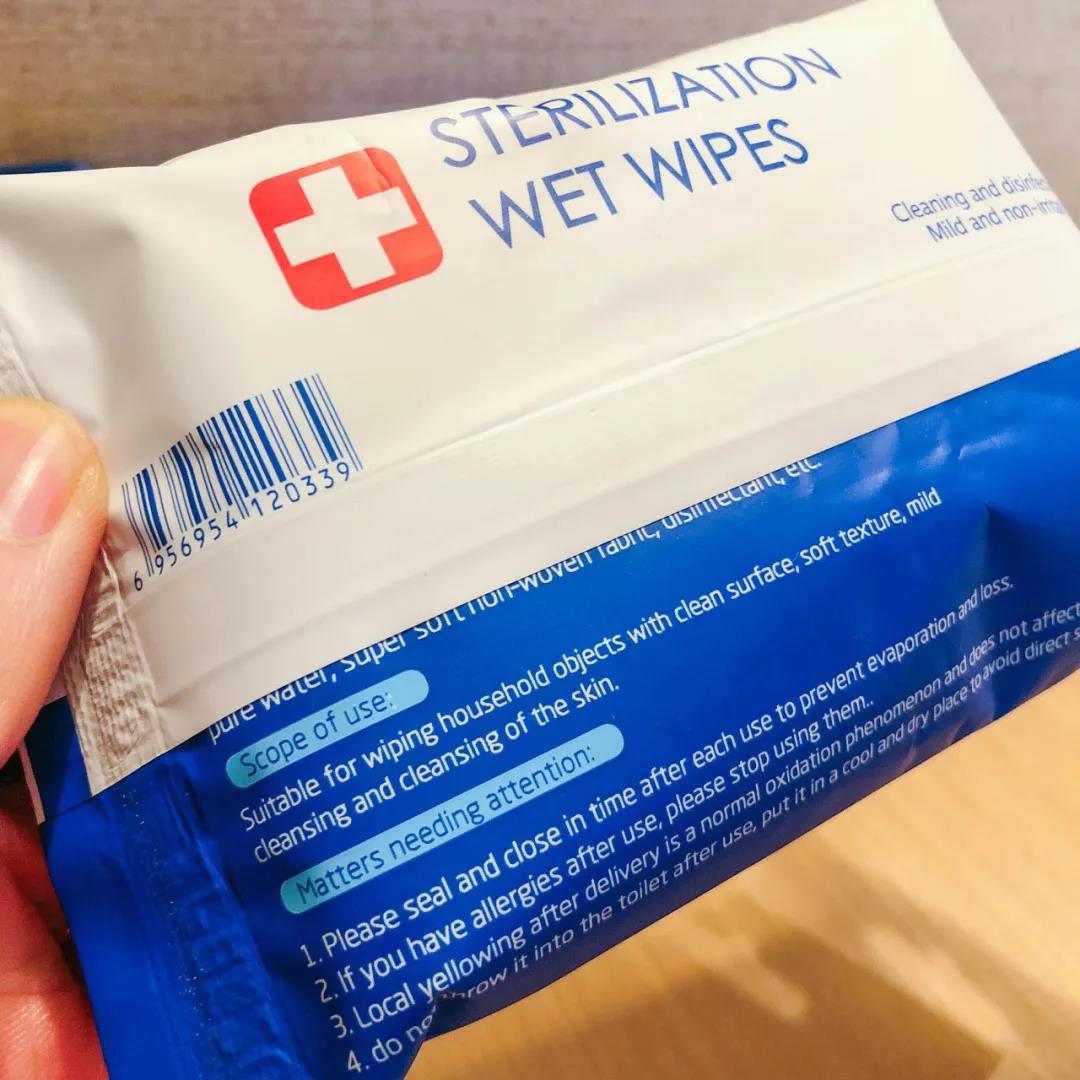 STERILIZATION
WET WIPES
Cleaning and
Mild and
6 956954 120339
pure water, super soft non-woven fabric, disinfectant, etc.
Scope of use:
Suitable for wiping household objects with clean surface, soft texture, mild
cleansing and cleansing of the skin.
Matters needing attention:
1. Please seal and close in time after each use to prevent evaporation and loss.
2. If you have allergies after use, please stop using them..
3. Local yellowing after delivery is a normal oxidation phenomenon and does not affect
4. do throw it into the toilet after use, put it in a cool and dry place to avoid direct